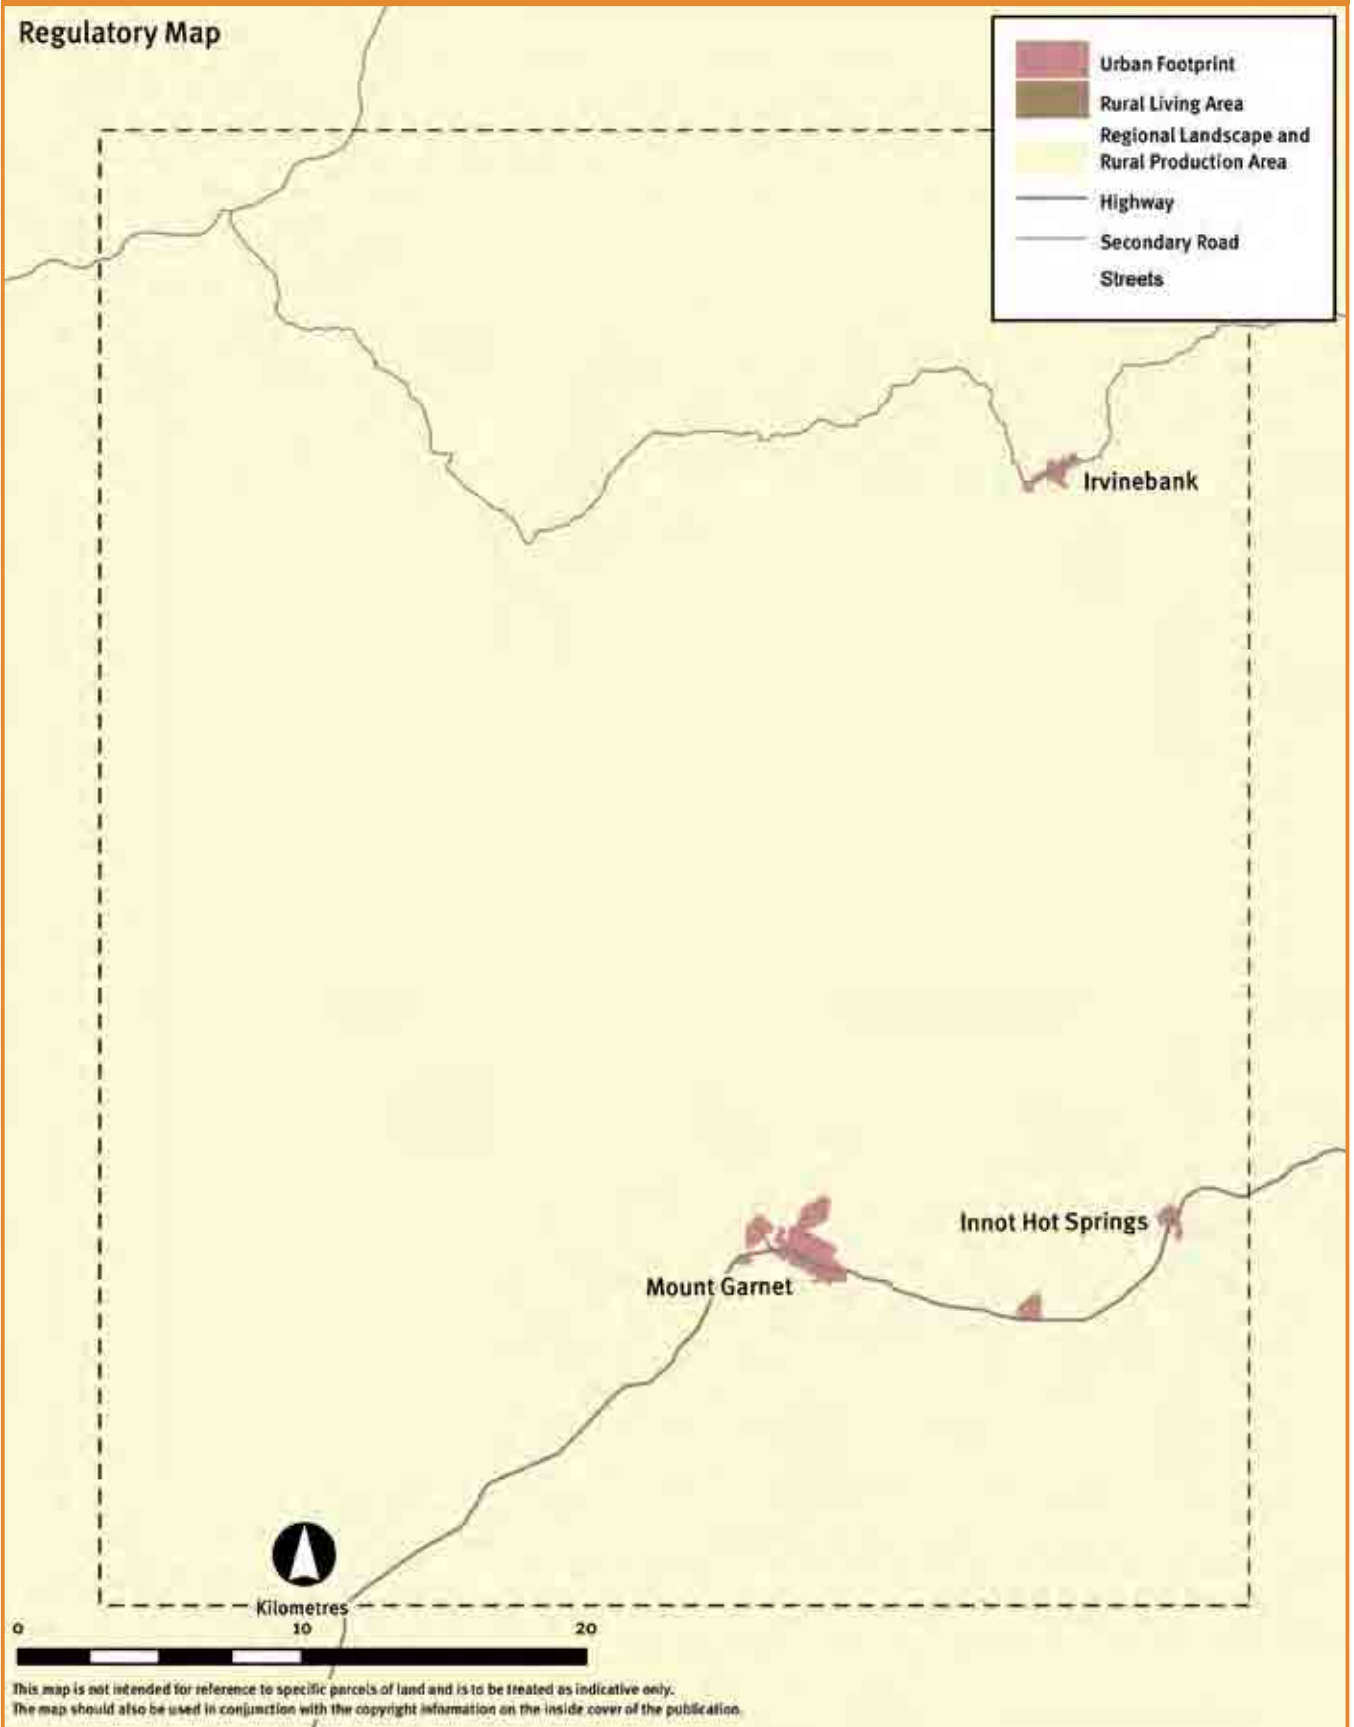 Regulatory Map
Urban Footprint
Rural Living Area
Regional Landscape and
Rural Production Area
Highway
Secondary Road
Streets
Irvinebank
Innot Hot Springs
Mount Garnet
Kilometres
0 10 20
This map is not intended for reference to specific parcels of land and is to be treated as indicative only.
The map should also be used in conjunction with the copyright information on the inside cover of the publication.